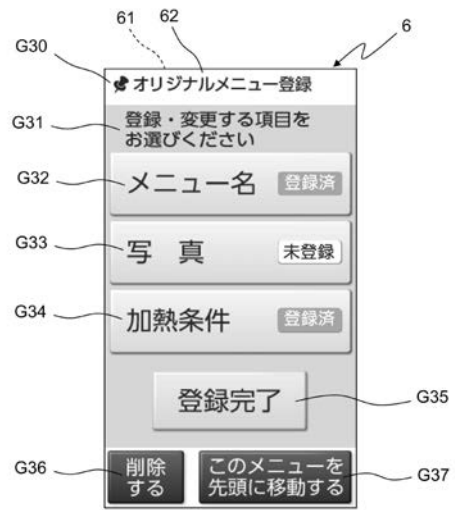 61
62
6
G30
オリジナルメニュー登録
G31
登録・変更する項目を
お選びください
G32
メニュー名 登録済
G33
写 真 未登録
G34
加熱条件 登録済
登録完了
G35
G36
削除
する
このメニューを
先頭に移動する
G37